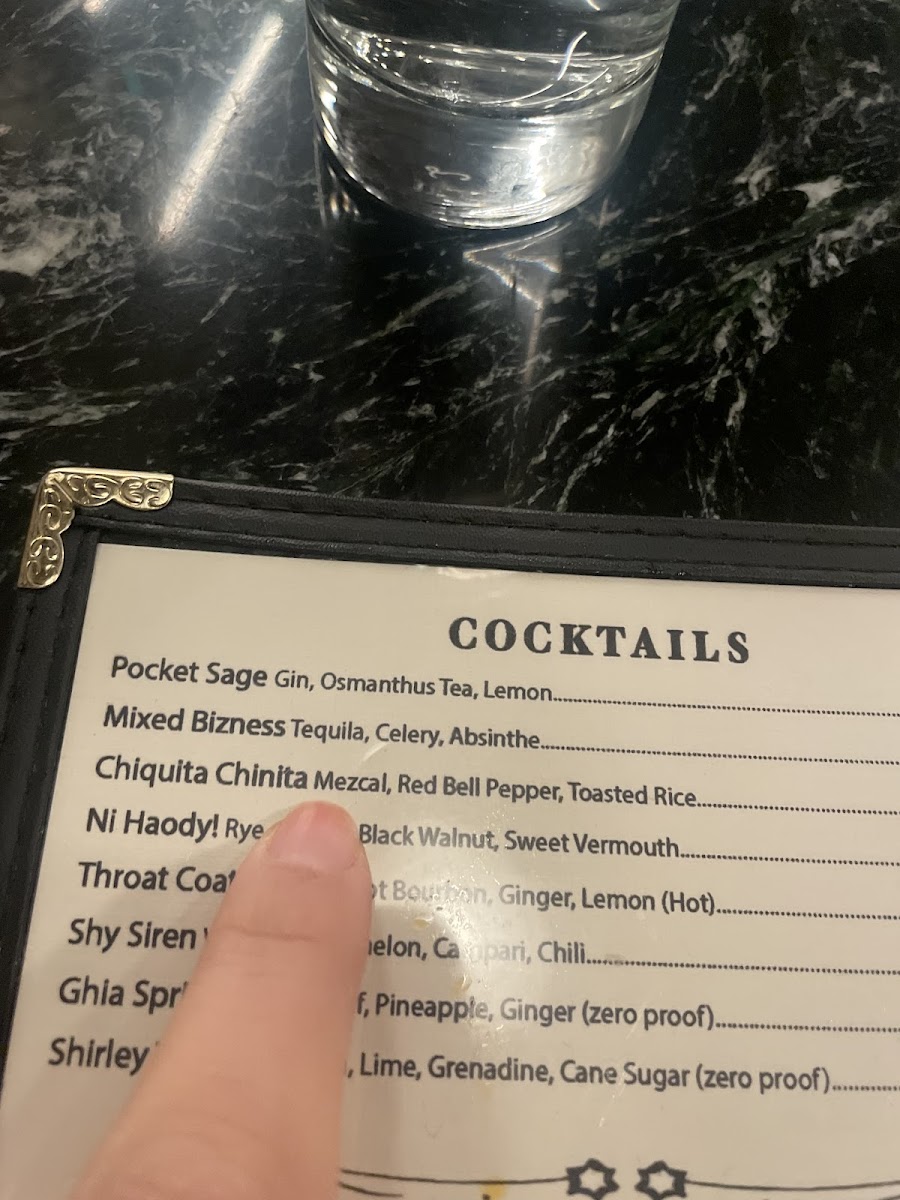 COCKTAILS
Pocket Sage Gin, Osmanthus Tea, Lemon
Mixed Bizness Tequila, Celery, Absinthe
Chiquita Chinita Mezcal, Red Bell Pepper, Toasted Rice
Ni Haody! Rye Black Walnut, Sweet Vermouth
Throat Bourbon, Ginger, Lemon (Hot)
Shy Siren Campari, Chili
Ghia Pineapple, Ginger (zero proof)
Shirley Lime, Grenadine, Cane Sugar (zero proof)